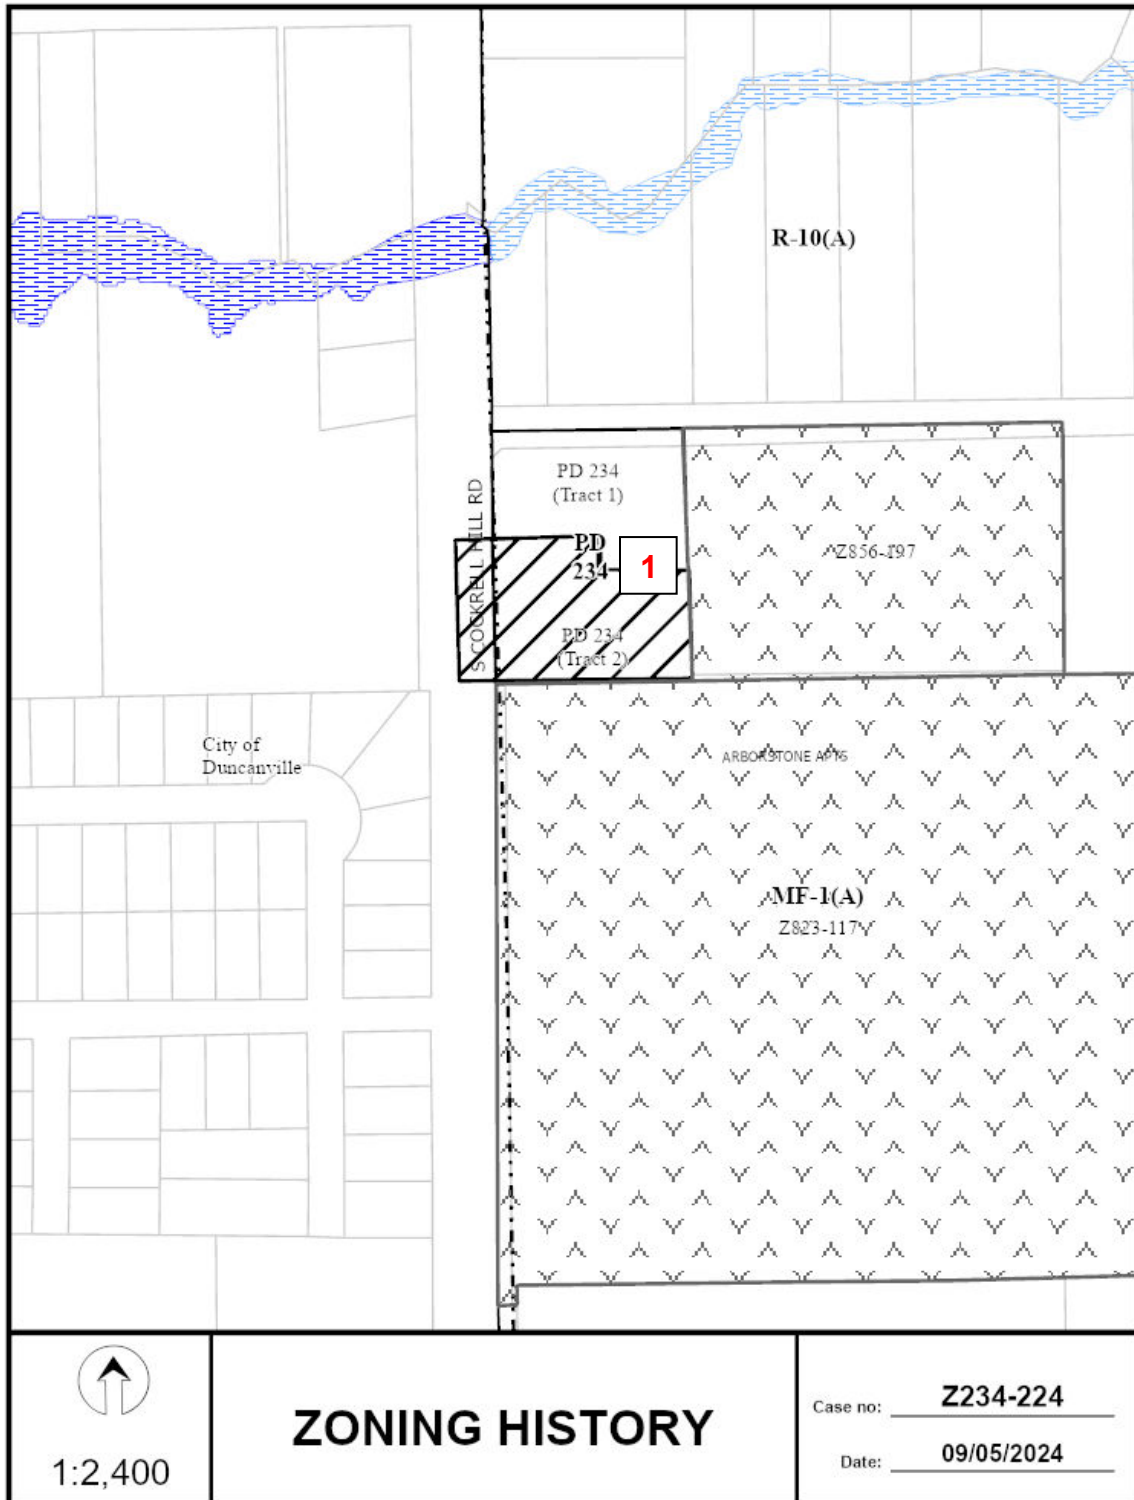 R-10(A)
PD 234
(Tract 1)
S COCKRELL HILL RD
PD
234
1
Z856-197
PD 234
(Tract 2)
City of
Duncanville
ARBORSTONE APTS
MF-1(A)
Z823-117
1:2,400
ZONING HISTORY
Case no: Z234-224
Date: 09/05/2024